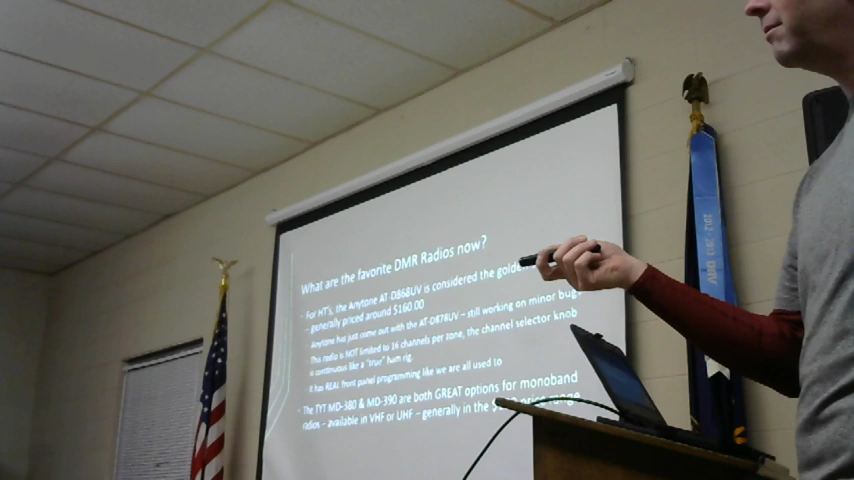 What are the favorite DMR Radios now?
- For HT's, the Anytone AT-D868UV is considered the golden
- generally priced around $160.00
Anytone has just come out with the AT-D878UV – still working on minor bugs
This radio is NOT limited to 16 channels per zone, the channel selector knob
is continuous like a "true" ham rig.
It has REAL front panel programming like we are all used to
- The TYT MD-380 & MD-390 are both GREAT options for monoband
radios – available in VHF or UHF – generally in the price range
2012 - 2013